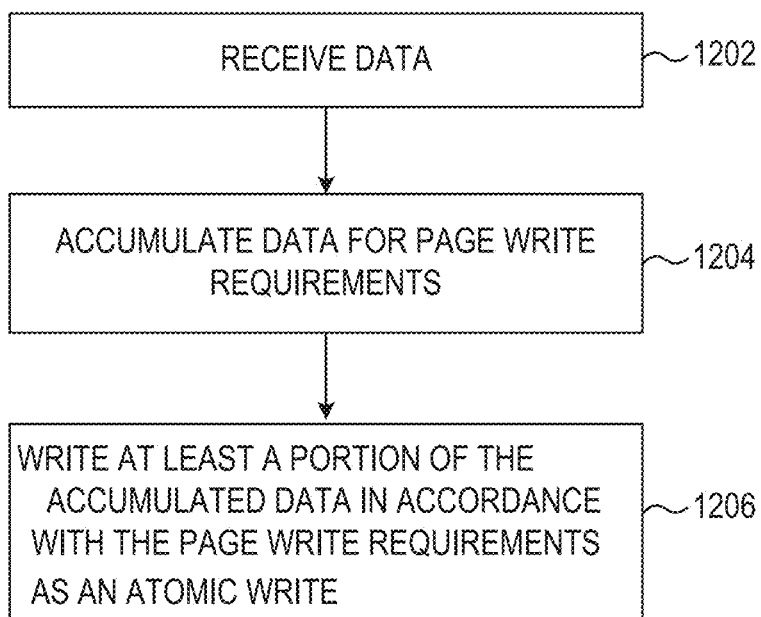 RECEIVE DATA
1202
ACCUMULATE DATA FOR PAGE WRITE
REQUIREMENTS
1204
WRITE AT LEAST A PORTION OF THE
ACCUMULATED DATA IN ACCORDANCE
WITH THE PAGE WRITE REQUIREMENTS
AS AN ATOMIC WRITE
1206